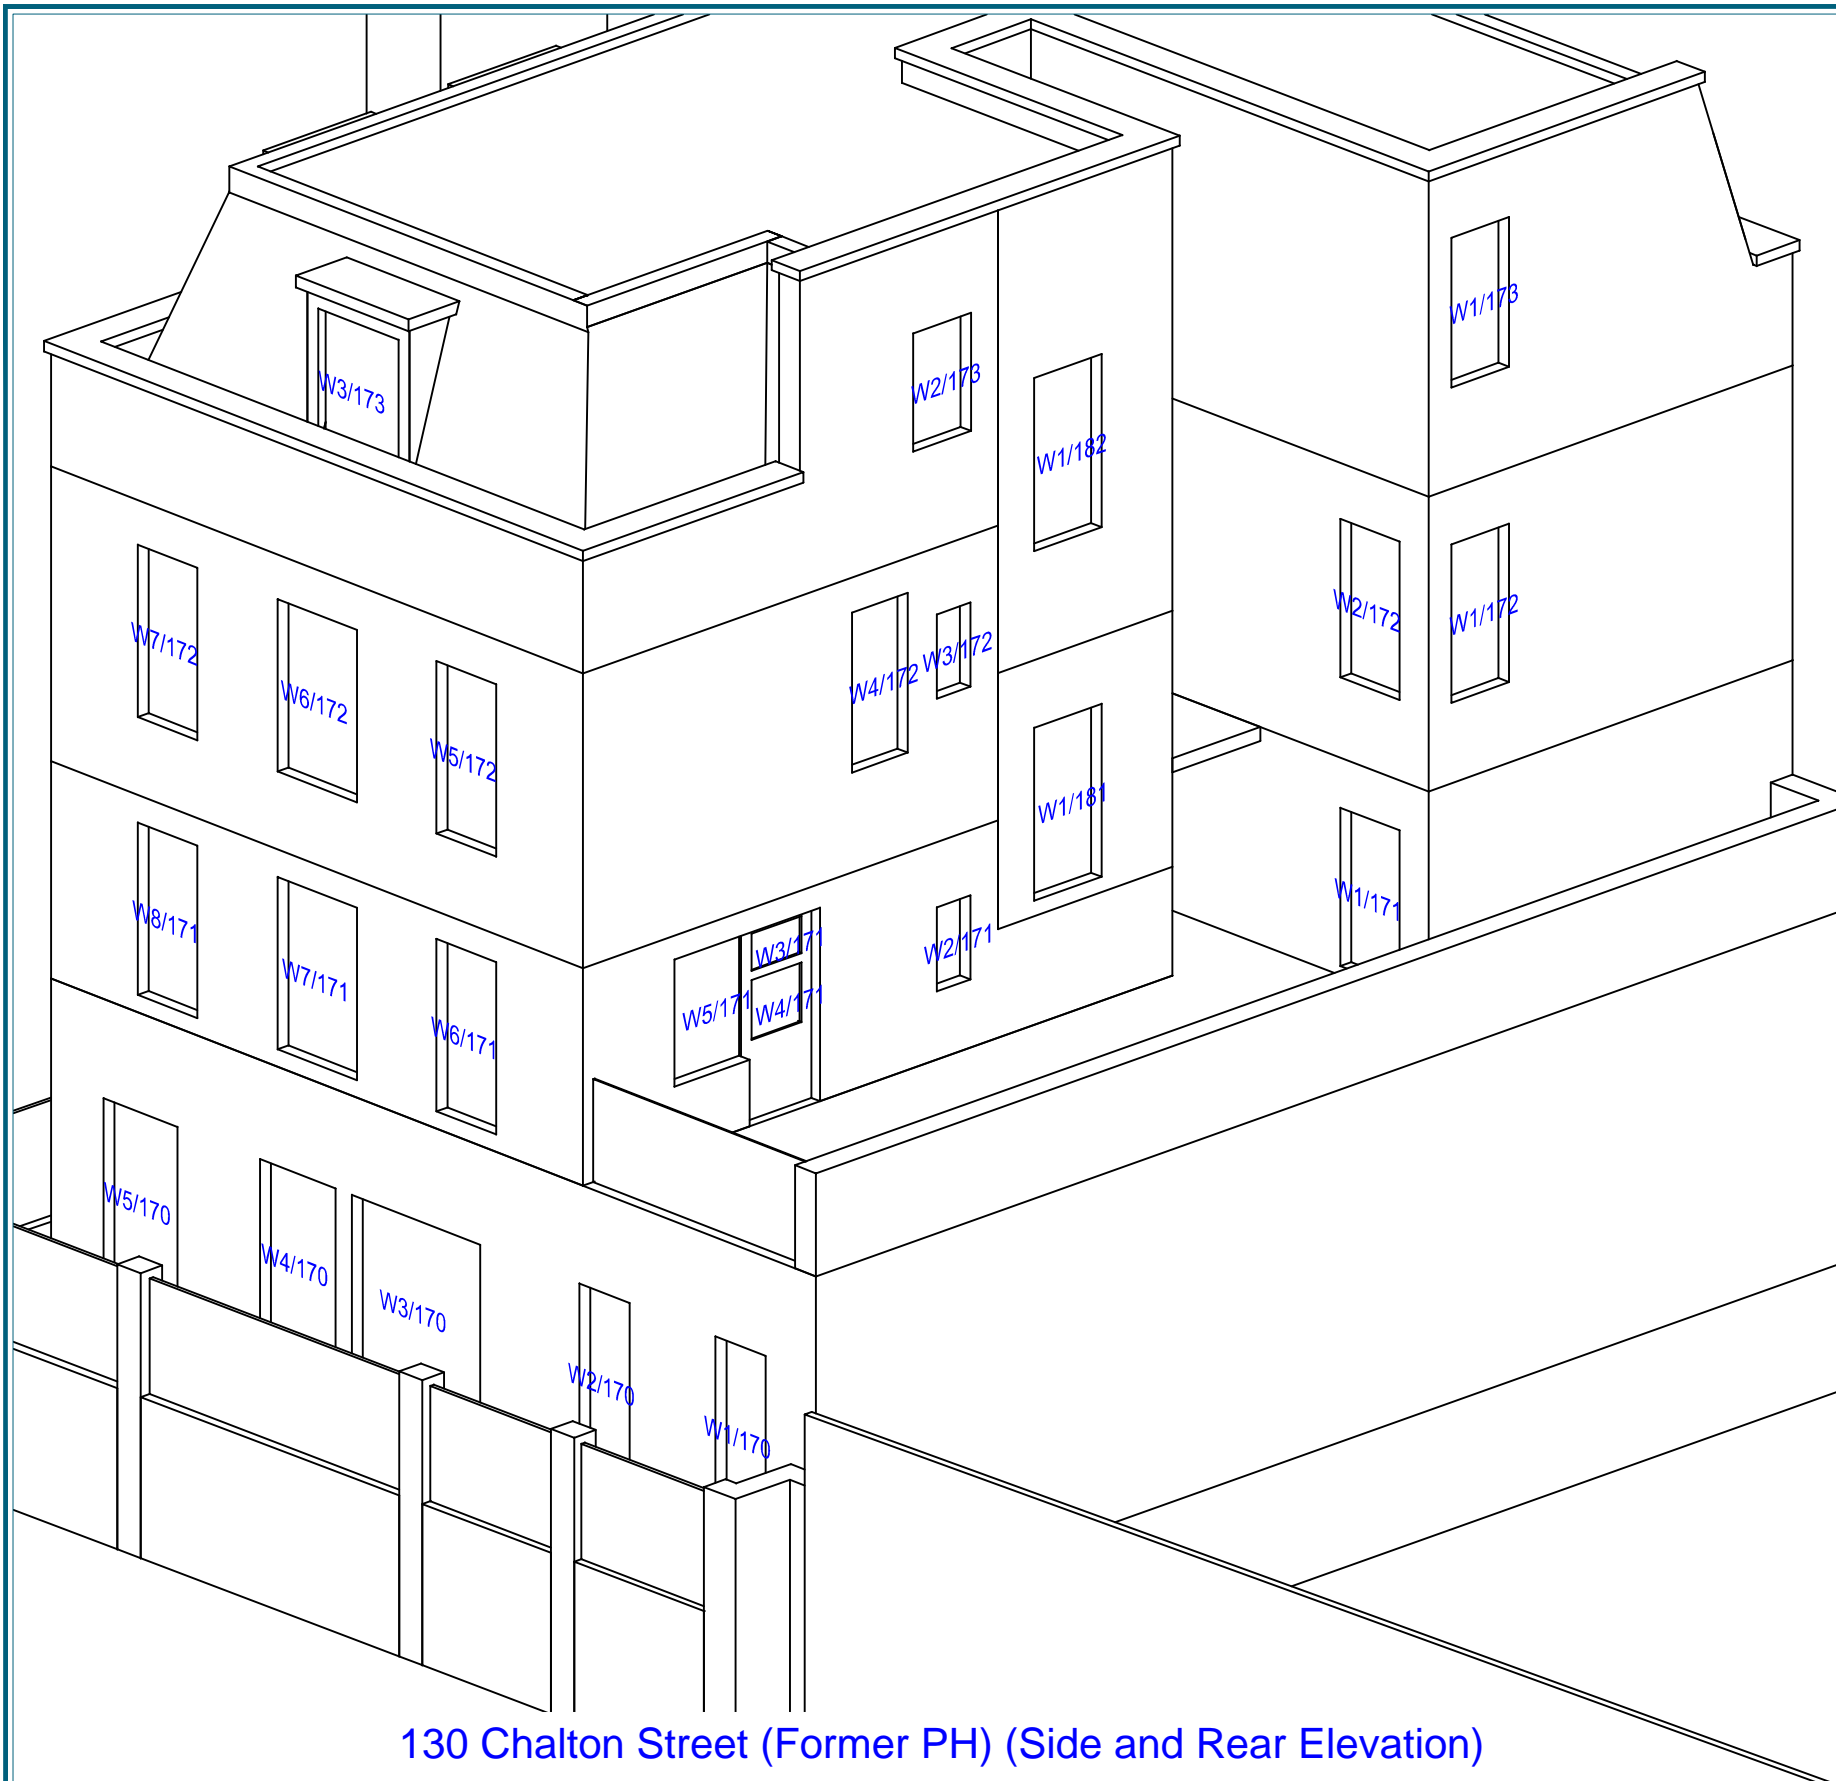 W1/173
W3/173
W2/173
W1/182
W2/172
W1/172
W7/172
W6/172
W5/172
W4/172
W3/172
W1/181
W1/171
W8/171
W7/171
W6/171
W5/171
W3/171
W4/171
W2/171
W5/170
W4/170
W3/170
W2/170
W1/170
130 Chalton Street (Former PH) (Side and Rear Elevation)